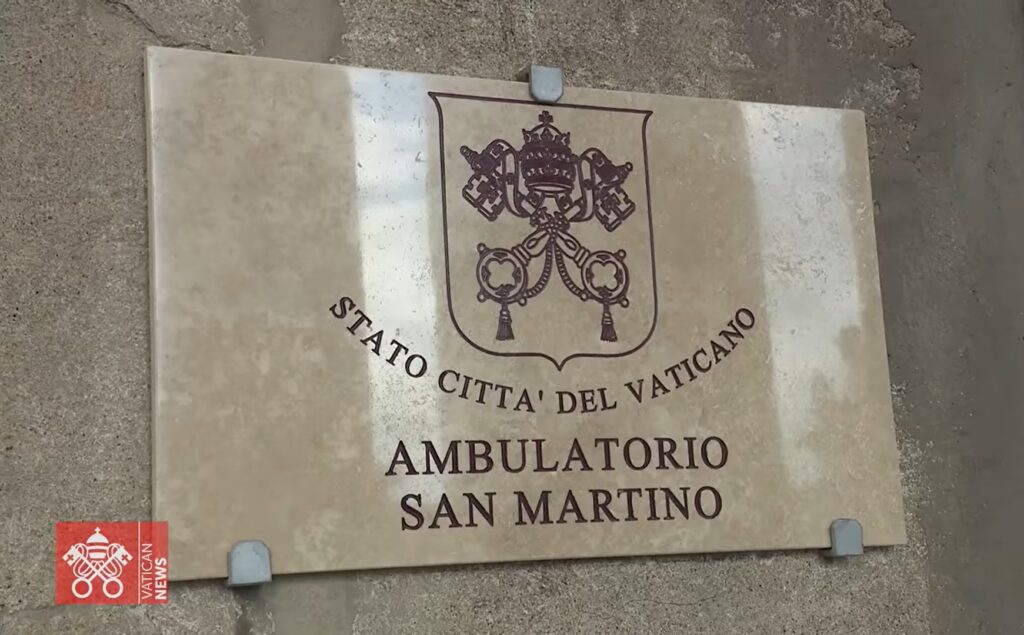 STATO CITTA' DEL VATICANO
AMBULATORIO
SAN MARTINO
VATICAN
NEWS